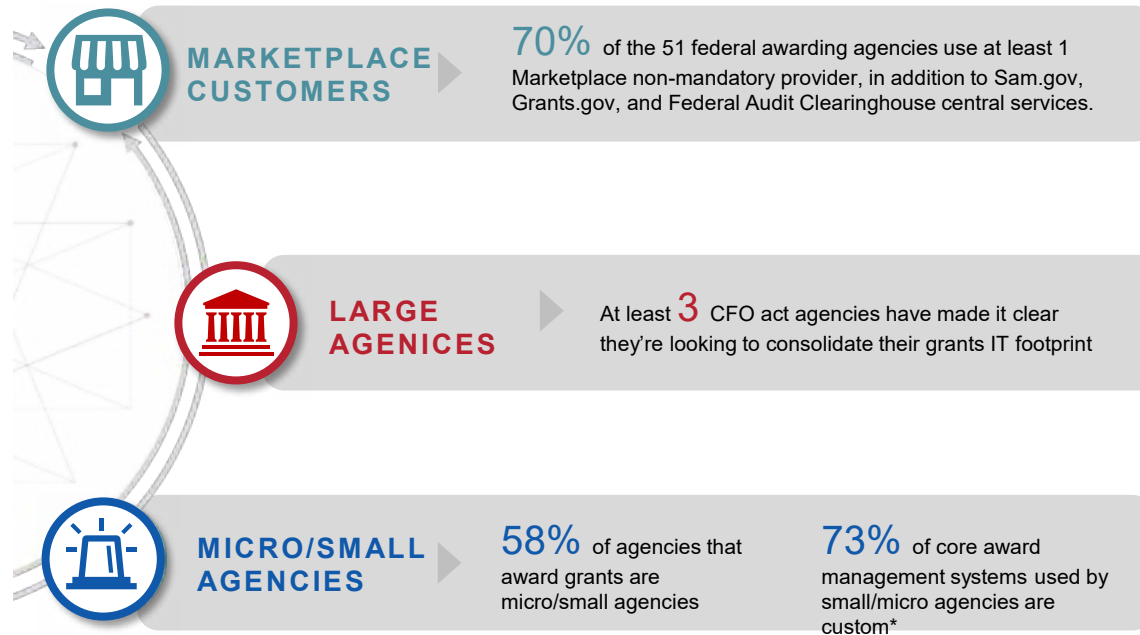 MARKETPLACE
CUSTOMERS
70% of the 51 federal awarding agencies use at least 1
Marketplace non-mandatory provider, in addition to Sam.gov,
Grants.gov, and Federal Audit Clearinghouse central services.
LARGE
AGENICES
At least 3 CFO act agencies have made it clear
they’re looking to consolidate their grants IT footprint
MICRO/SMALL
AGENCIES
58% of agencies that
award grants are
micro/small agencies
73% of core award
management systems used by
small/micro agencies are
custom*